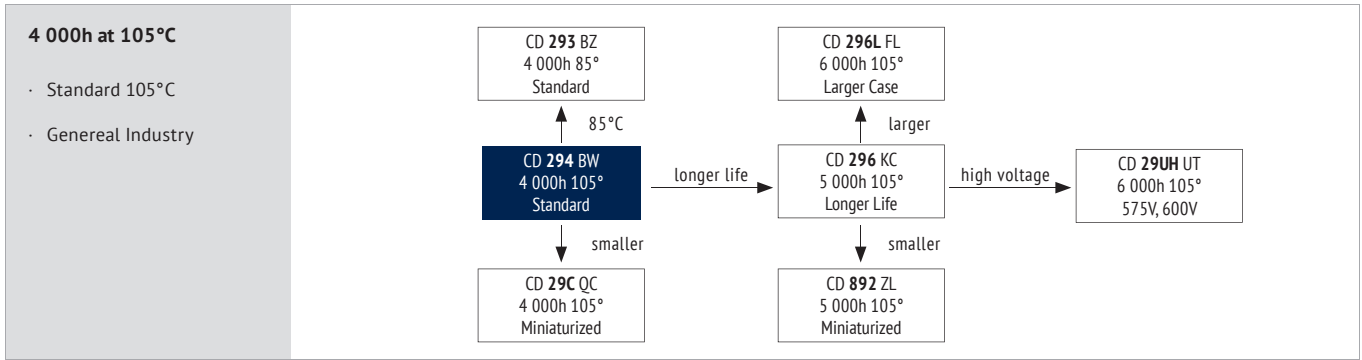 4 000h at 105°C
· Standard 105°C
· Genereal Industry
CD 293 BZ
4 000h 85°
Standard
CD 296L FL
6 000h 105°
Larger Case
85°C
larger
CD 294 BW
4 000h 105°
Standard
longer life
CD 296 KC
5 000h 105°
Longer Life
high voltage
CD 29UH UT
6 000h 105°
575V, 600V
smaller
smaller
CD 29C QC
4 000h 105°
Miniaturized
CD 892 ZL
5 000h 105°
Miniaturized